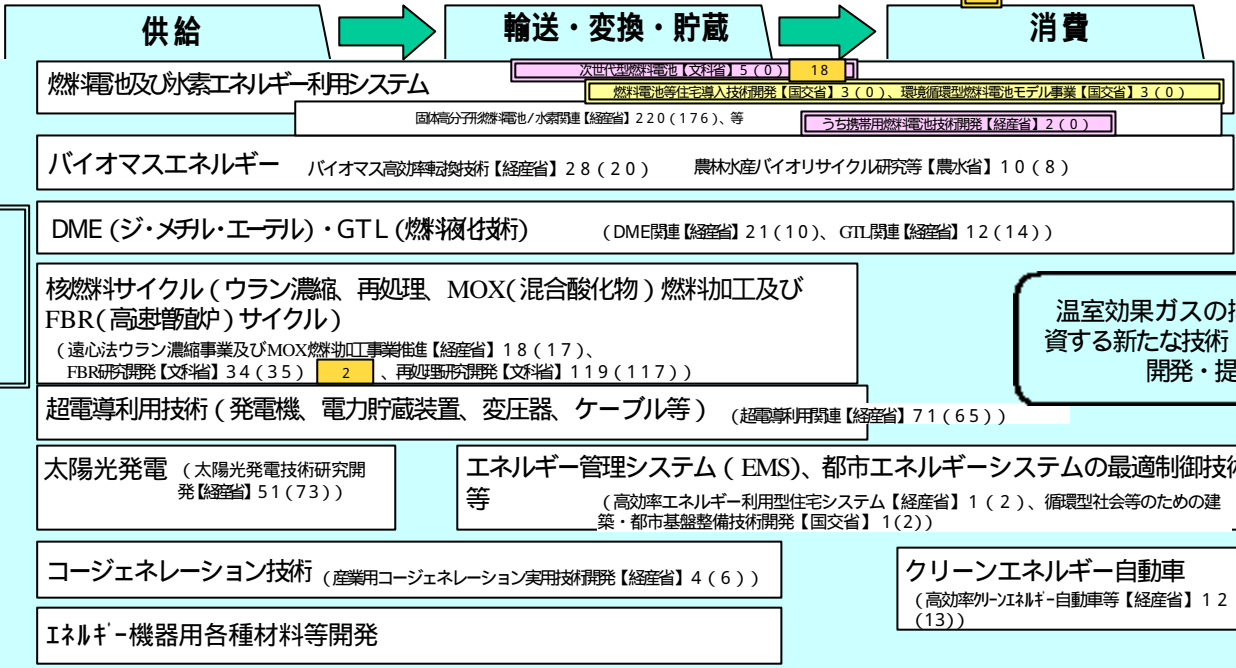 供給
輸送・変換・貯蔵
消費
燃料電池及び水素エネルギー利用システム
次世代型燃料電池【文科省】5(0)
18
燃料電池等住宅導入技術開発【国交省】3(0)、環境循環型燃料電池モデル事業【国交省】3(0)
固体高分子形燃料電池/水素関連【経産省】220(176)、等
うち携帯用燃料電池技術開発【経産省】2(0)
バイオマスエネルギー
バイオマス高効率転換技術【経産省】28(20)
農林水産バイオリサイクル研究等【農水省】10(8)
DME(ジ・メチル・エーテル)・GTL(燃料液化技術)
(DME関連【経産省】21(10)、GTL関連【経産省】12(14))
核燃料サイクル(ウラン濃縮、再処理、MOX(混合酸化物)燃料加工及び
FBR(高速増殖炉)サイクル)
(遠心法ウラン濃縮事業及びMOX燃料加工事業推進【経産省】18(17)、
FBR研究開発【文科省】34(35) 2 、再処理研究開発【文科省】119(117))
温室効果ガスの
資する新たな技術
開発・提
超電導利用技術(発電機、電力貯蔵装置、変圧器、ケーブル等)
(超電導利用関連【経産省】71(65))
太陽光発電
(太陽光発電技術研究開
発【経産省】51(73))
エネルギー管理システム(EMS)、都市エネルギーシステムの最適制御技術
等
(高効率エネルギー利用型住宅システム【経産省】1(2)、循環型社会等のための建
築・都市基盤整備技術開発【国交省】1(2))
コージェネレーション技術
(産業用コージェネレーション実用技術開発【経産省】4(6))
クリーンエネルギー自動車
(高効率クリーンエネルギー自動車等【経産省】12
(13))
エネルギー機器用各種材料等開発